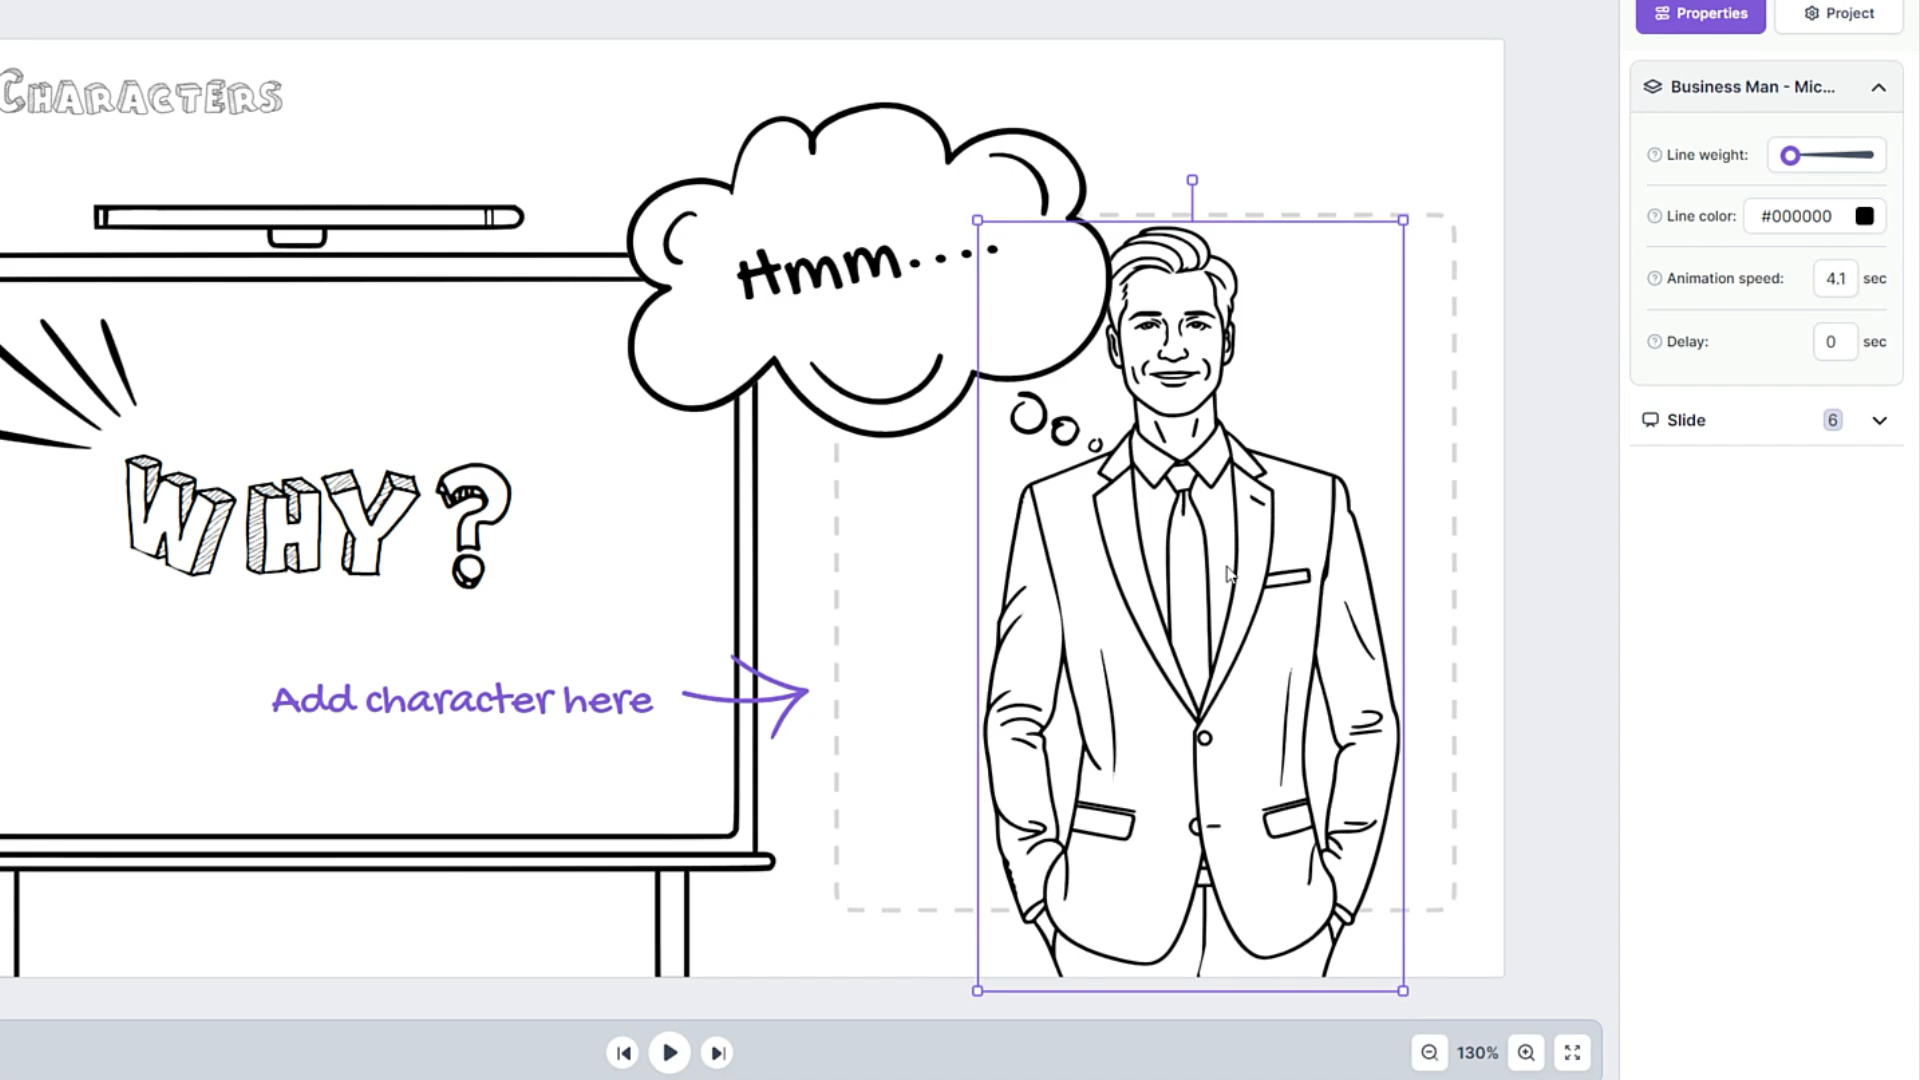 Properties
Project
CHARACTERS
Business Man - Mic...
Line weight:
Line color: #000000
Animation speed: 4.1 sec
Delay: 0 sec
Slide 6
Hmm....
WHY?
Add character here
130%